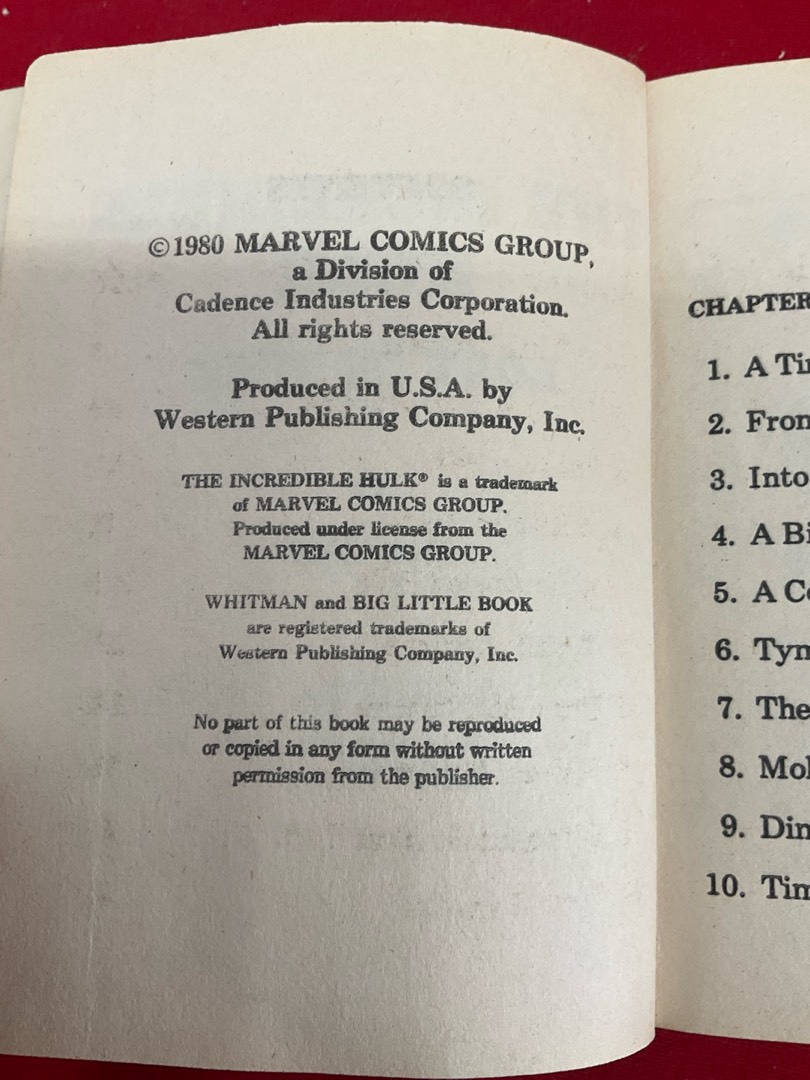 ©1980 MARVEL COMICS GROUP,
a Division of
Cadence Industries Corporation.
All rights reserved.
Produced in U.S.A. by
Western Publishing Company, Inc.
THE INCREDIBLE HULK® is a trademark
of MARVEL COMICS GROUP.
Produced under license from the
MARVEL COMICS GROUP.
WHITMAN and BIG LITTLE BOOK
are registered trademarks of
Western Publishing Company, Inc.
No part of this book may be reproduced
or copied in any form without written
permission from the publisher.
CHAPTER
1. A
2.
3. Into
4. A
5. A
6.
7. The
8.
9.
10.